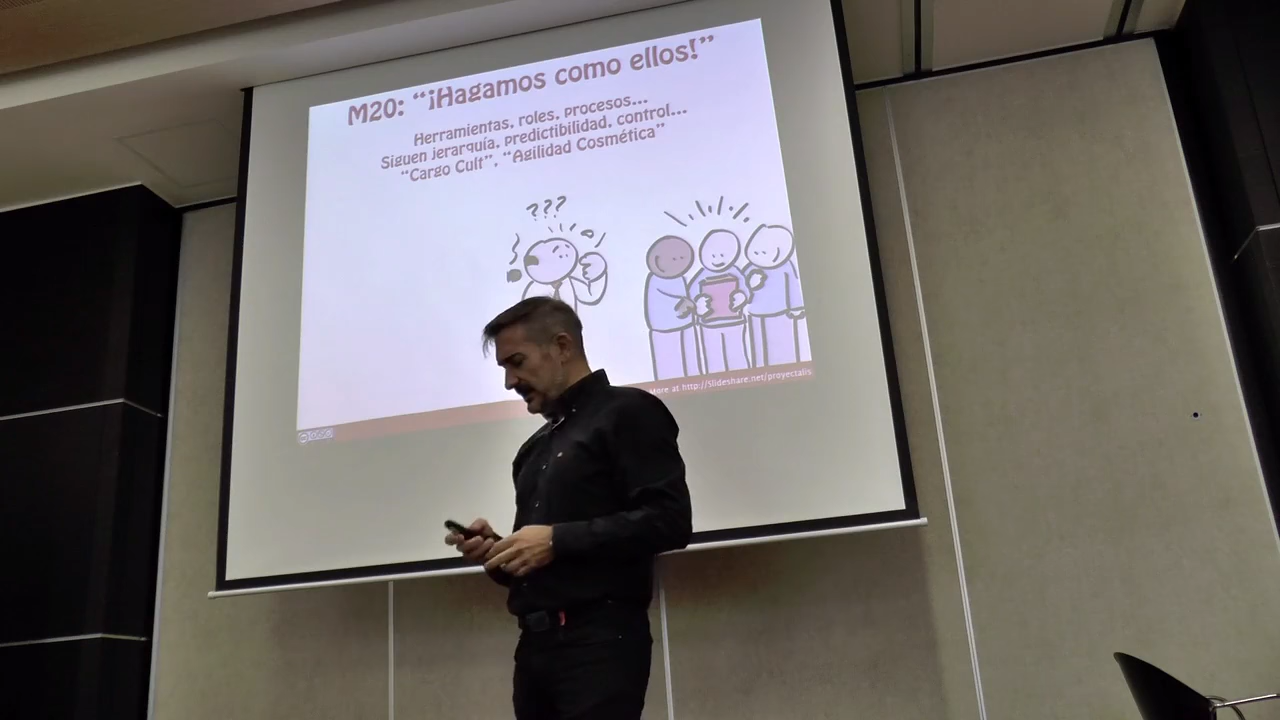 M20: “¡Hagamos como ellos!”
Herramientas, roles, procesos...
Siguen jerarquía, predictibilidad, control...
“Cargo Cult”, “Agilidad Cosmética”
???
More at http://Slideshare.net/proyectalis